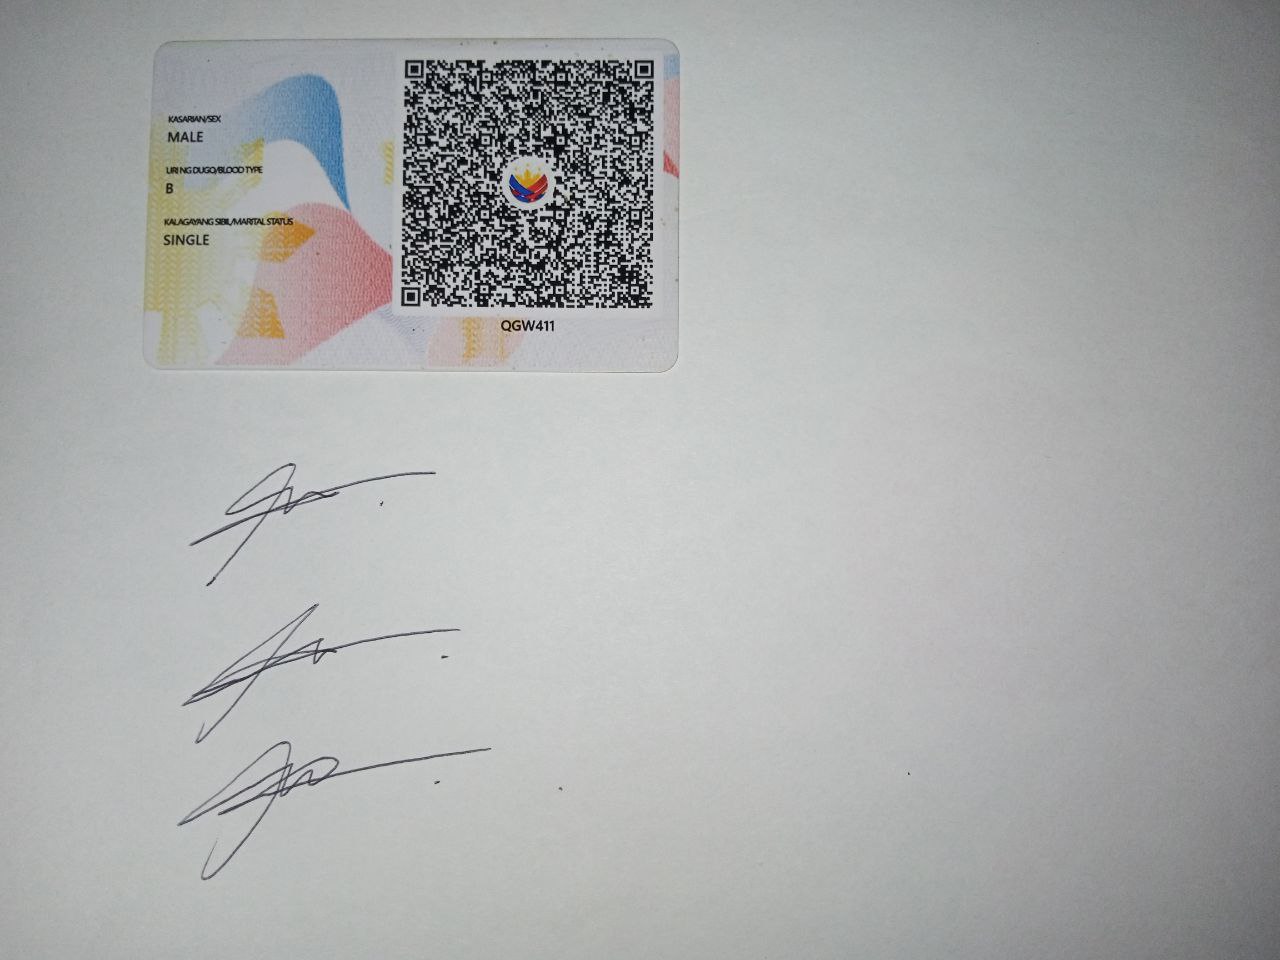 KASARIAN/SEX
MALE
URI NG DUGO/BLOOD TYPE
B
KALAGAYANG SIBIL/MARITAL STATUS
SINGLE
QGW411